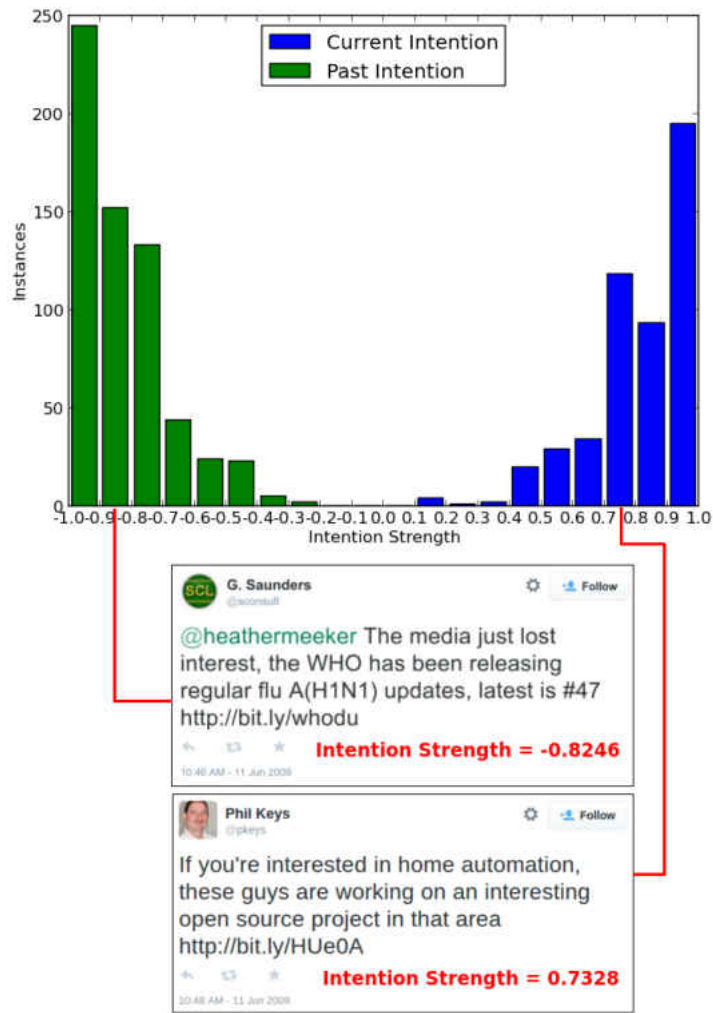 250
200
150
100
50
0
Instances
Current Intention
Past Intention
-1.0-0.9-0.8-0.7-0.6-0.5-0.4-0.3-0.2-0.1 0.0 0.1 0.2 0.3 0.4 0.5 0.6 0.7 0.8 0.9 1.0
Intention Strength
SCL
G. Saunders
@sconsult
Follow
@heathermeeker The media just lost
interest, the WHO has been releasing
regular flu A(H1N1) updates, latest is #47
http://bit.ly/whodu
Intention Strength = -0.8246
10:46 AM - 11 Jun 2009
Phil Keys
@pkeys
Follow
If you're interested in home automation,
these guys are working on an interesting
open source project in that area
http://bit.ly/HUe0A
Intention Strength = 0.7328
10:48 AM - 11 Jun 2009